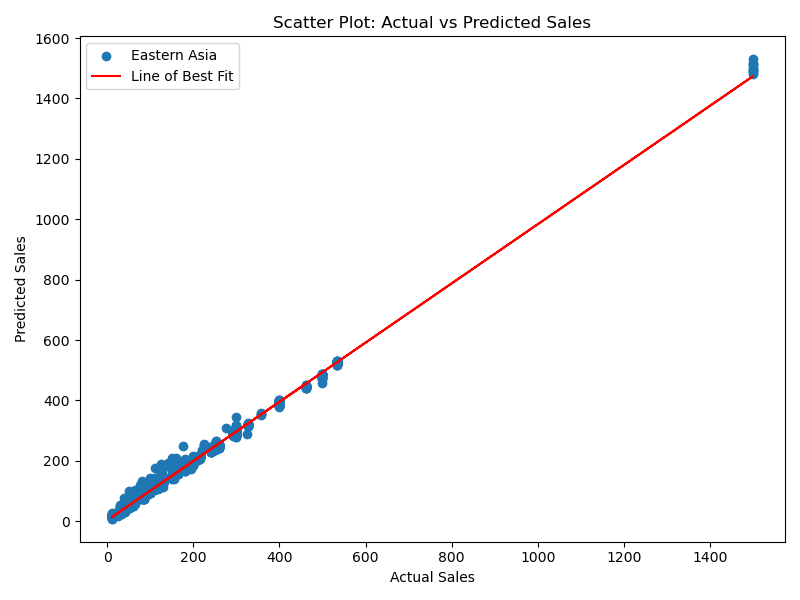 Scatter Plot: Actual vs Predicted Sales
Eastern Asia
Line of Best Fit
1600
1400
1200
1000
800
600
400
200
0
Predicted Sales
0 200 400 600 800 1000 1200 1400
Actual Sales